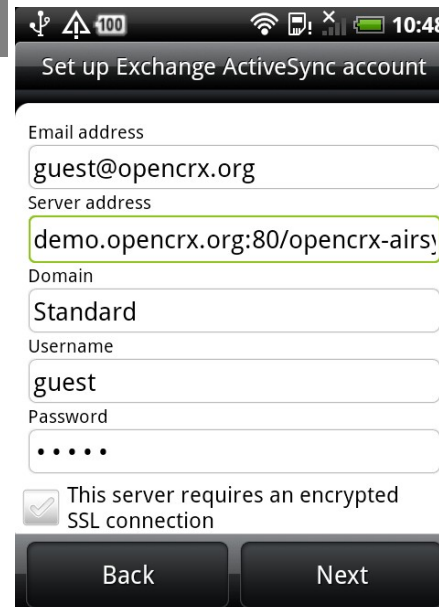 100 10:48
Set up Exchange ActiveSync account
Email address
guest@opencrx.org
Server address
demo.opencrx.org:80/opencrx-airsy
Domain
Standard
Username
guest
Password
•••••
This server requires an encrypted
SSL connection
Back Next